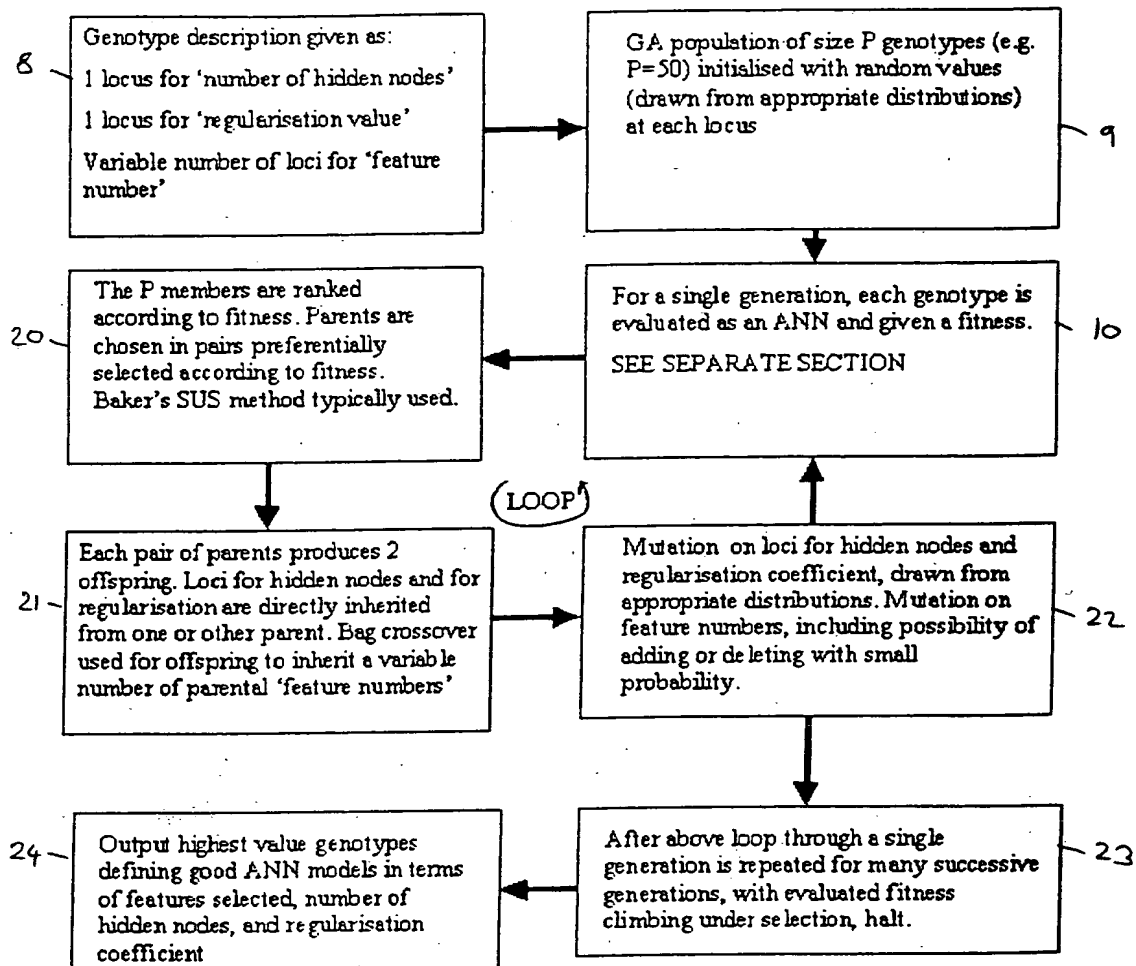 8
Genotype description given as:
1 locus for 'number of hidden nodes'
1 locus for 'regularisation value'
Variable number of loci for 'feature
number'
GA population of size P genotypes (e.g.
P=50) initialised with random values
(drawn from appropriate distributions)
at each locus
9
20
The P members are ranked
according to fitness. Parents are
chosen in pairs preferentially
selected according to fitness.
Baker's SUS method typically used.
For a single generation, each genotype is
evaluated as an ANN and given a fitness.
SEE SEPARATE SECTION
10
LOOP
21
Each pair of parents produces 2
offspring. Loci for hidden nodes and for
regularisation are directly inherited
from one or other parent. Bag crossover
used for offspring to inherit a variable
number of parental 'feature numbers'
Mutation on loci for hidden nodes and
regularisation coefficient, drawn from
appropriate distributions. Mutation on
feature numbers, including possibility of
adding or deleting with small
probability.
22
24
Output highest value genotypes
defining good ANN models in terms
of features selected, number of
hidden nodes, and regularisation
coefficient
After above loop through a single
generation is repeated for many successive
generations, with evaluated fitness
climbing under selection, halt.
23